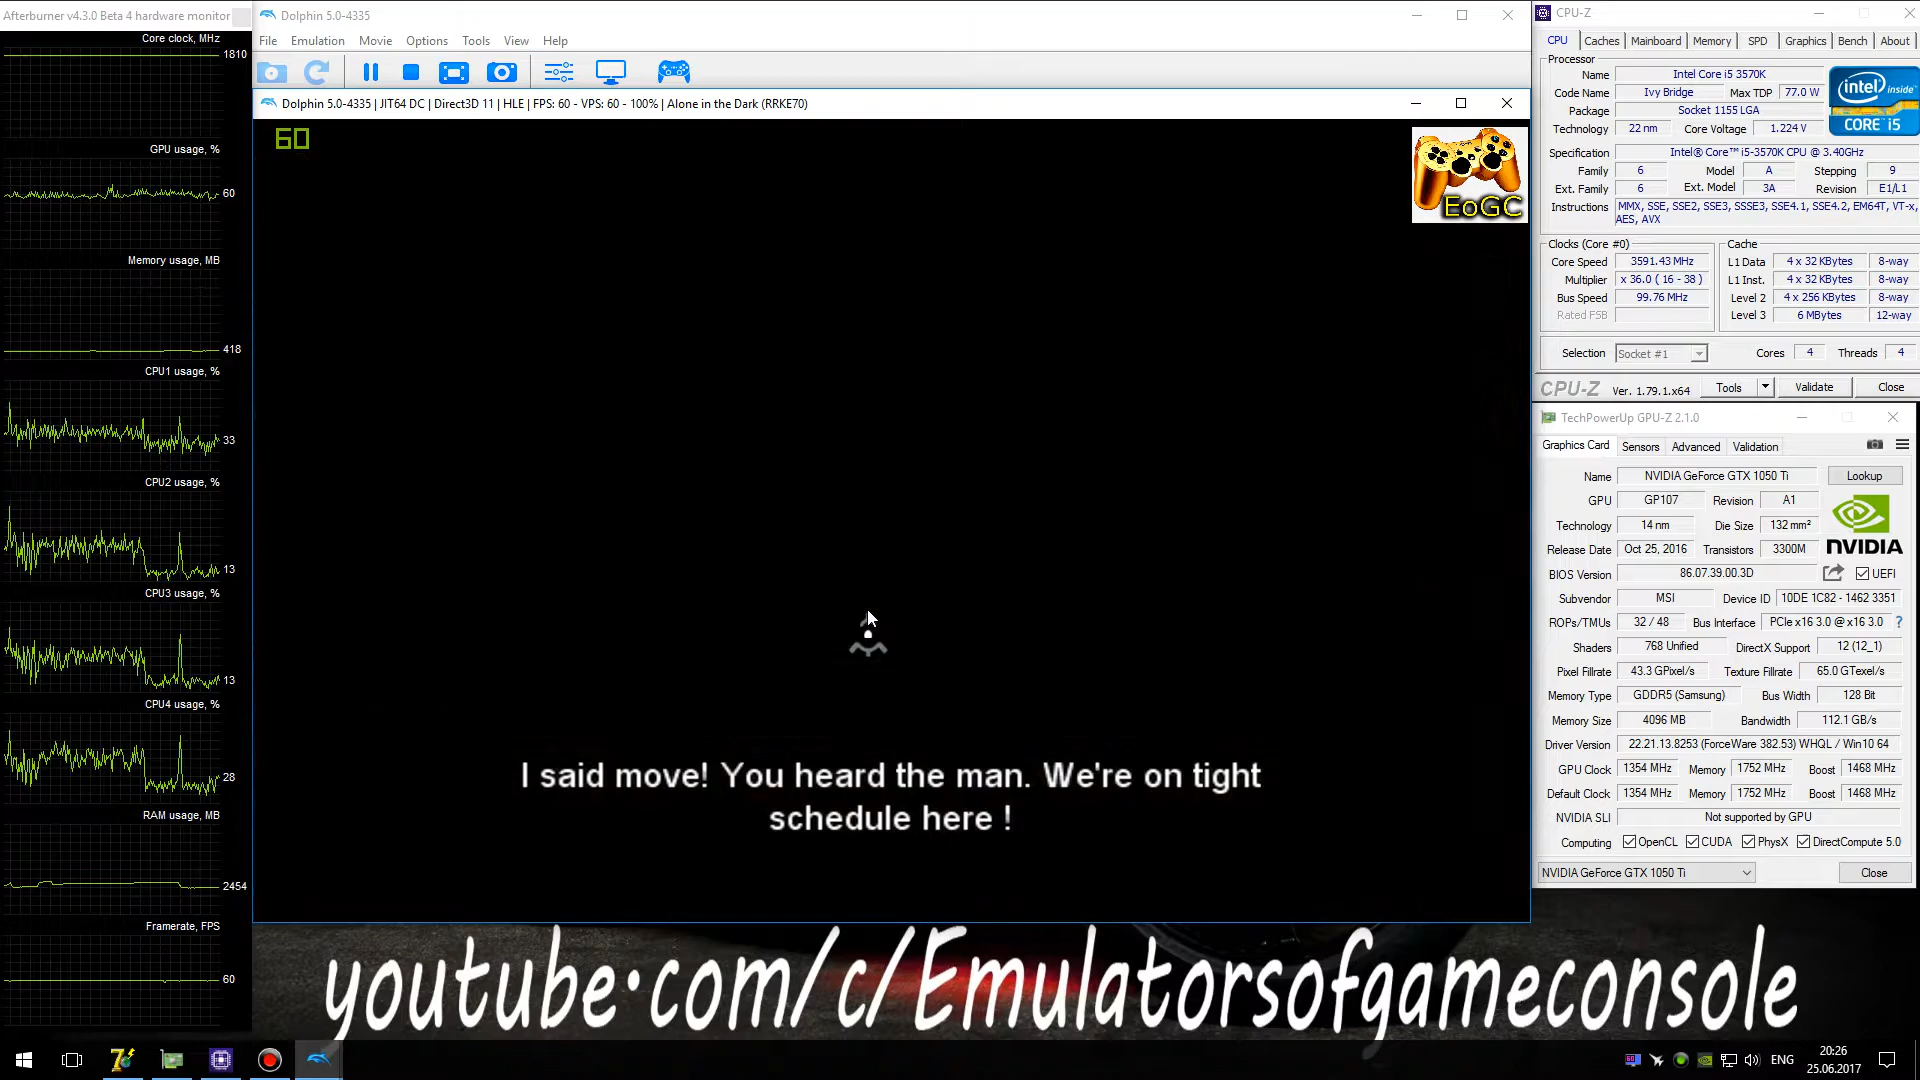 Afterburner v4.3.0 Beta 4 hardware monitor
Core clock, MHz
1810
GPU usage, %
60
Memory usage, MB
418
CPU1 usage, %
33
CPU2 usage, %
13
CPU3 usage, %
13
CPU4 usage, %
28
RAM usage, MB
2454
Framerate, FPS
60
Dolphin 5.0-4335
File Emulation Movie Options Tools View Help
Dolphin 5.0-4335 | JIT64 DC | Direct3D 11 | HLE | FPS: 60 - VPS: 60 - 100% | Alone in the Dark (RRKE70)
60
EoGC
I said move! You heard the man. We're on tight
schedule here !
youtube.com/c/Emulatorsofgameconsole
CPU-Z
CPU Caches Mainboard Memory SPD Graphics Bench About
Processor
Name Intel Core i5 3570K
Code Name Ivy Bridge Max TDP 77.0 W
Package Socket 1155 LGA
Technology 22 nm Core Voltage 1.224 V
intel inside
CORE i5
Specification Intel® Core™ i5-3570K CPU @ 3.40GHz
Family 6 Model A Stepping 9
Ext. Family 6 Ext. Model 3A Revision E1/L1
Instructions MMX, SSE, SSE2, SSE3, SSSE3, SSE4.1, SSE4.2, EM64T, VT-x,
AES, AVX
Clocks (Core #0) Cache
Core Speed 3591.43 MHz L1 Data 4 x 32 KBytes 8-way
Multiplier x 36.0 ( 16 - 38 ) L1 Inst. 4 x 32 KBytes 8-way
Bus Speed 99.76 MHz Level 2 4 x 256 KBytes 8-way
Rated FSB Level 3 6 MBytes 12-way
Selection Socket #1 Cores 4 Threads 4
CPU-Z Ver. 1.79.1.x64 Tools Validate Close
TechPowerUp GPU-Z 2.1.0
Graphics Card Sensors Advanced Validation
Name NVIDIA GeForce GTX 1050 Ti Lookup
GPU GP107 Revision A1
Technology 14 nm Die Size 132 mm²
Release Date Oct 25, 2016 Transistors 3300M
NVIDIA
BIOS Version 86.07.39.00.3D UEFI
Subvendor MSI Device ID 10DE 1C82 - 1462 3351
ROPs/TMUs 32 / 48 Bus Interface PCIe x16 3.0 @ x16 3.0 ?
Shaders 768 Unified DirectX Support 12 (12_1)
Pixel Fillrate 43.3 GPixel/s Texture Fillrate 65.0 GTexel/s
Memory Type GDDR5 (Samsung) Bus Width 128 Bit
Memory Size 4096 MB Bandwidth 112.1 GB/s
Driver Version 22.21.13.8253 (ForceWare 382.53) WHQL / Win10 64
GPU Clock 1354 MHz Memory 1752 MHz Boost 1468 MHz
Default Clock 1354 MHz Memory 1752 MHz Boost 1468 MHz
NVIDIA SLI Not supported by GPU
Computing OpenCL CUDA PhysX DirectCompute 5.0
NVIDIA GeForce GTX 1050 Ti Close
ENG
20:26
25.06.2017